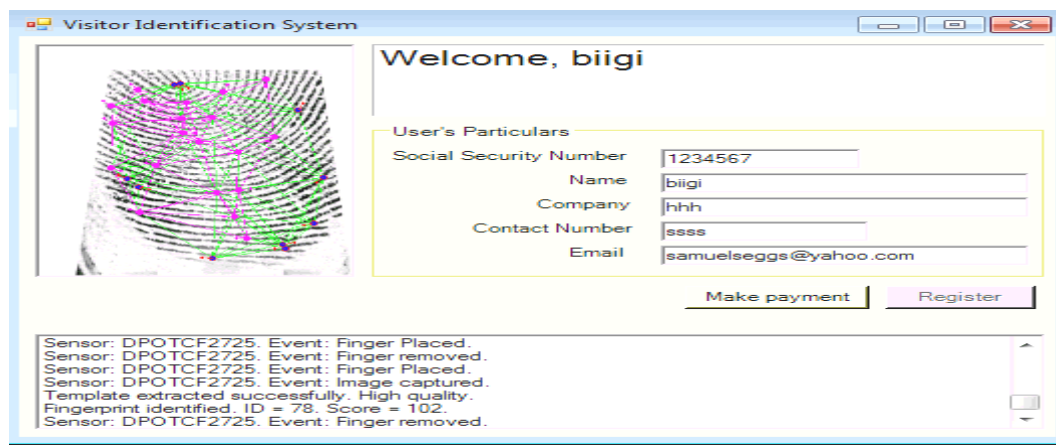 Visitor Identification System
Welcome, biigi
User's Particulars
Social Security Number 1234567
Name biigi
Company hhh
Contact Number ssss
Email samuelseggs@yahoo.com
Make payment Register
Sensor: DPOTCF2725. Event: Finger Placed.
Sensor: DPOTCF2725. Event: Finger removed.
Sensor: DPOTCF2725. Event: Finger Placed.
Sensor: DPOTCF2725. Event: Image captured.
Template extracted successfully. High quality.
Fingerprint identified. ID = 78. Score = 102.
Sensor: DPOTCF2725. Event: Finger removed.